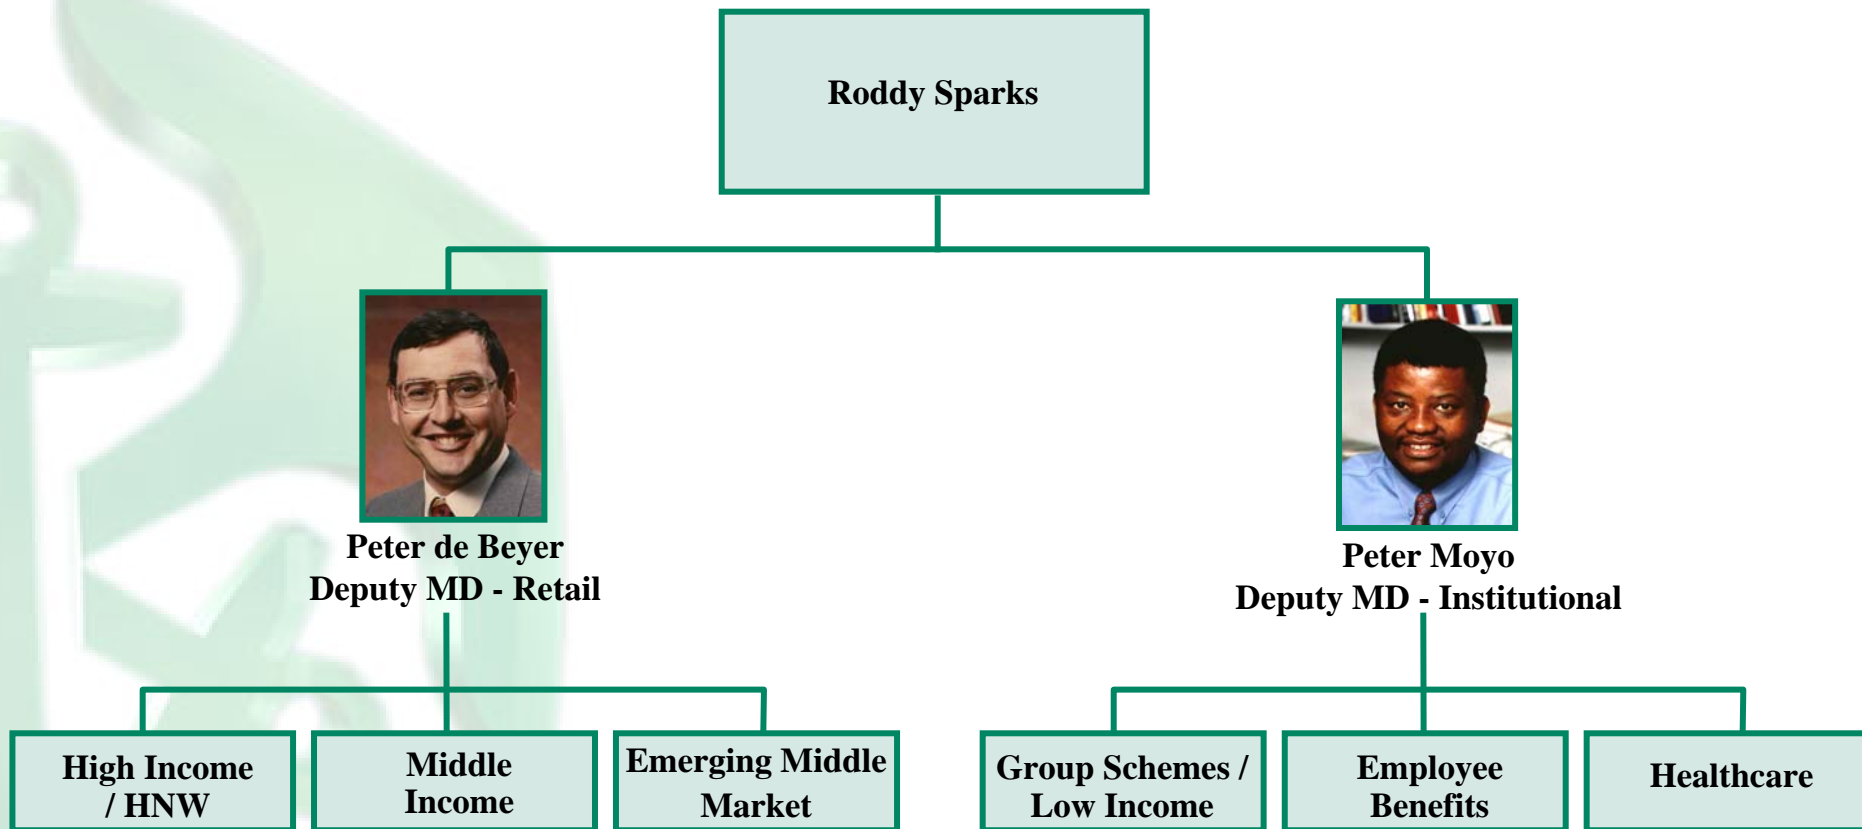 Roddy Sparks
Peter de Beyer
Deputy MD - Retail
Peter Moyo
Deputy MD - Institutional
High Income
/ HNW
Middle
Income
Emerging Middle
Market
Group Schemes /
Low Income
Employee
Benefits
Healthcare